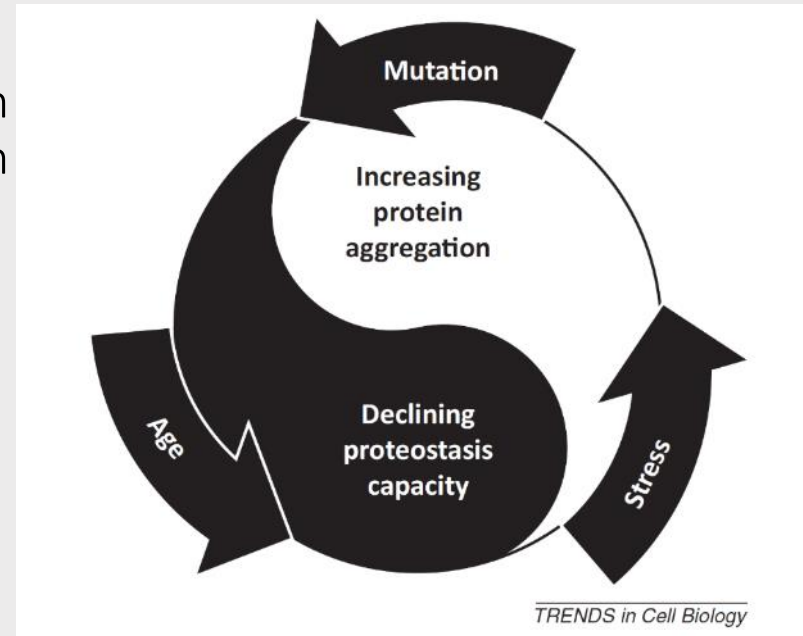 Mutation
Increasing
protein
aggregation
Declining
proteostasis
capacity
Age
Stress
TRENDS in Cell Biology